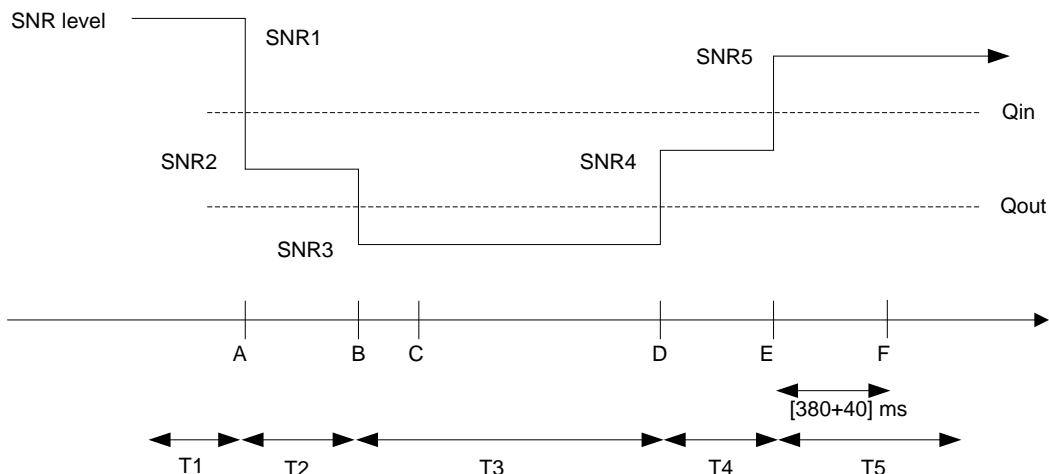 SNR level
SNR1
SNR5
Qin
SNR2
SNR4
Qout
SNR3
A B C D E F
[380+40] ms
T1 T2 T3 T4 T5